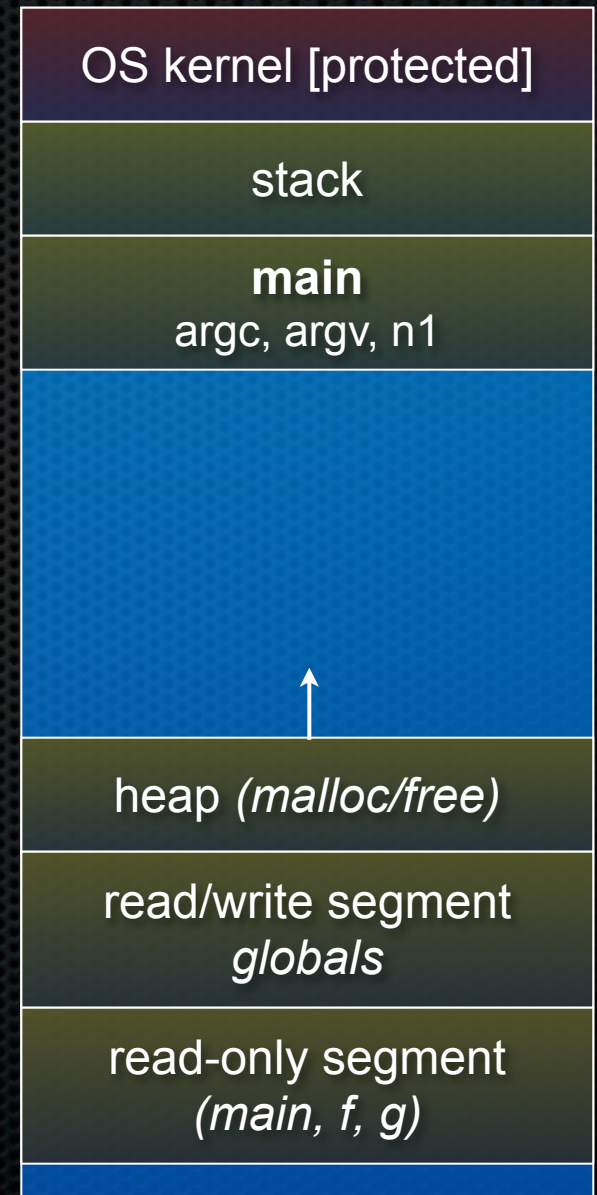 OS kernel [protected]
stack
main
argc, argv, n1
heap (malloc/free)
read/write segment
globals
read-only segment
(main, f, g)